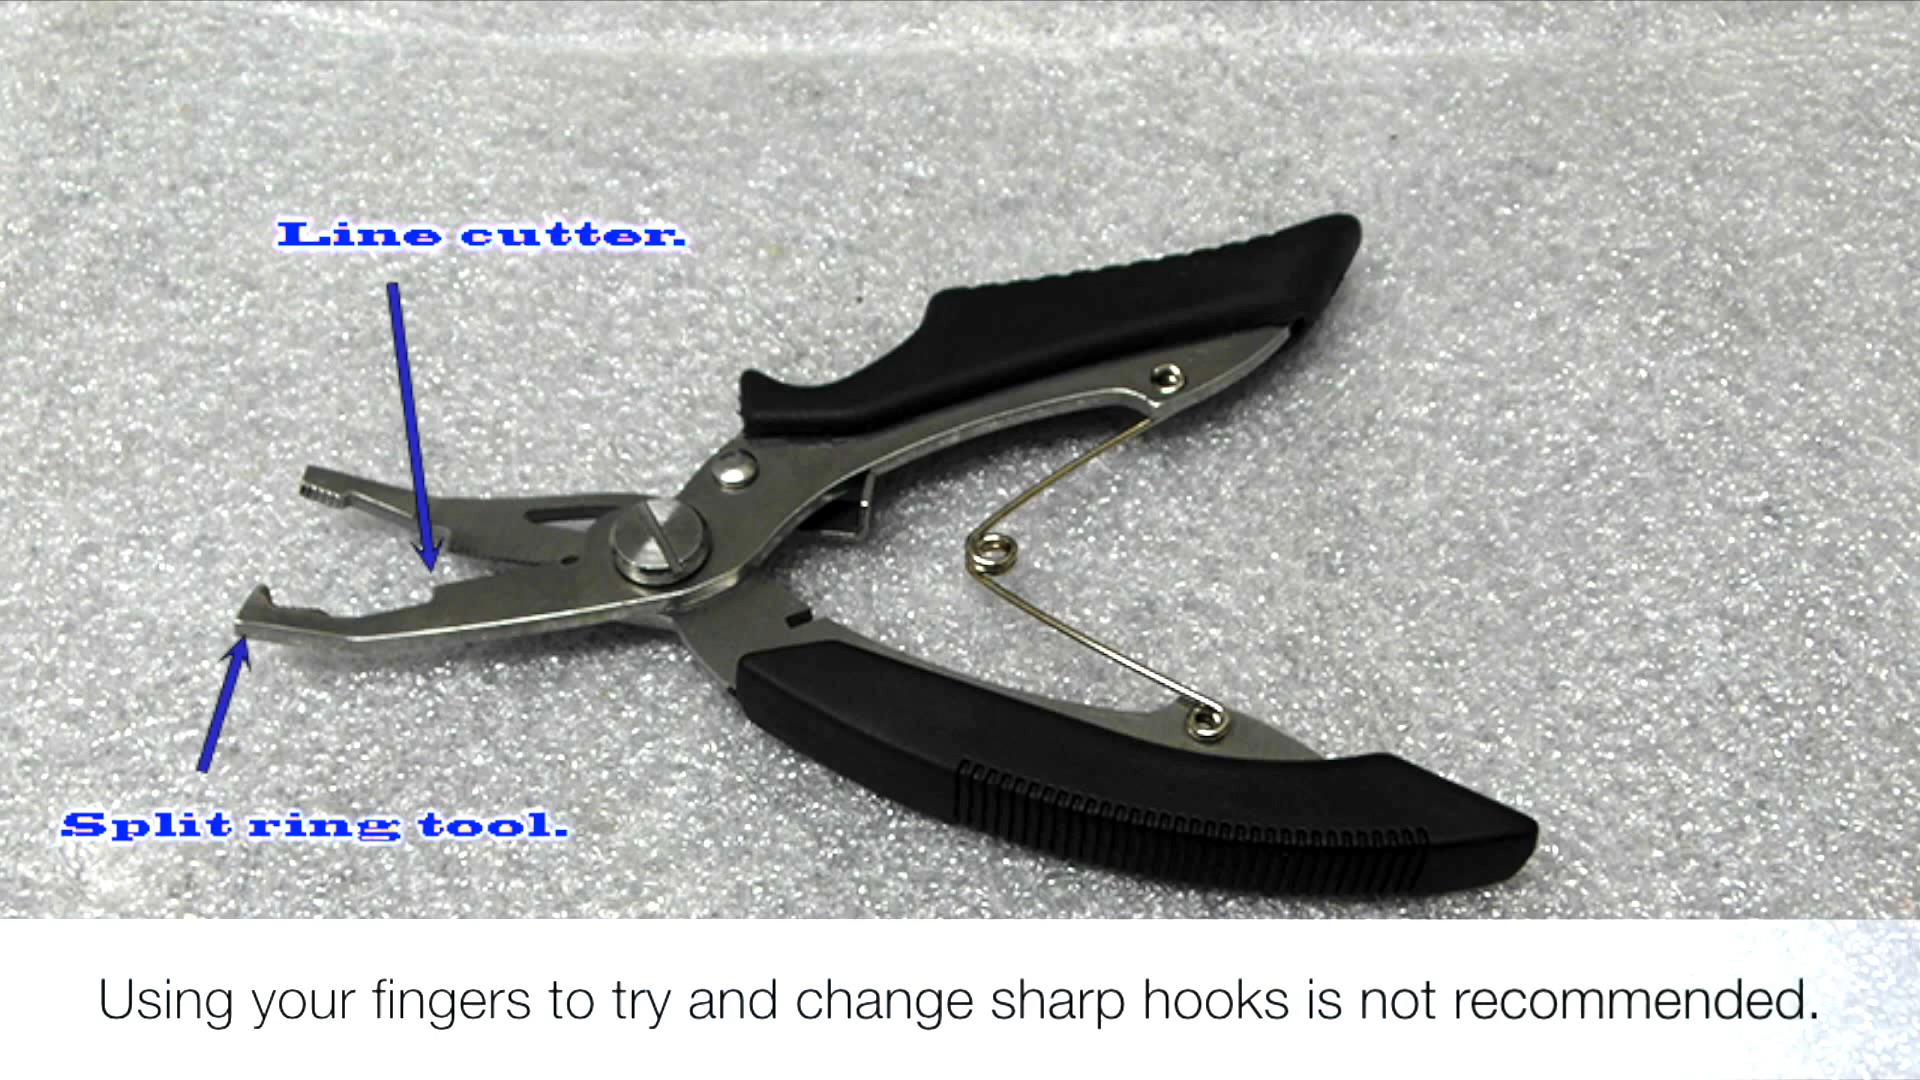 Line cutter.
Split ring tool.
Using your fingers to try and change sharp hooks is not recommended.